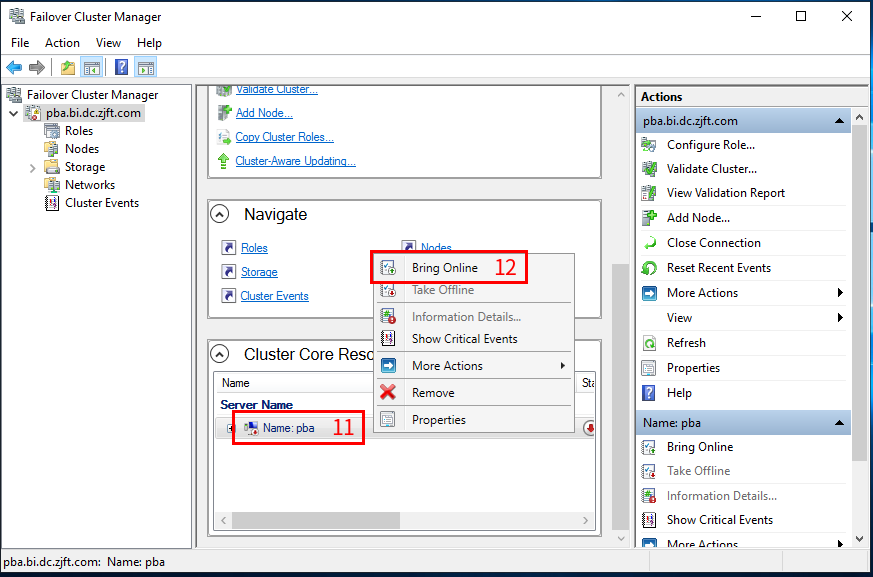 Failover Cluster Manager
File Action View Help
Failover Cluster Manager
pba.bi.dc.zjft.com
Roles
Nodes
Storage
Networks
Cluster Events
Validate Cluster...
Add Node...
Copy Cluster Roles...
Cluster-Aware Updating...
Navigate
Roles
Nodes
Storage
Cluster Events
Cluster Core Reso
Name
Sta
Server Name
Name: pba 11
Bring Online 12
Take Offline
Information Details...
Show Critical Events
More Actions
Remove
Properties
Actions
pba.bi.dc.zjft.com
Configure Role...
Validate Cluster...
View Validation Report
Add Node...
Close Connection
Reset Recent Events
More Actions
View
Refresh
Properties
Help
Name: pba
Bring Online
Take Offline
Information Details...
Show Critical Events
More Actions
pba.bi.dc.zjft.com: Name: pba